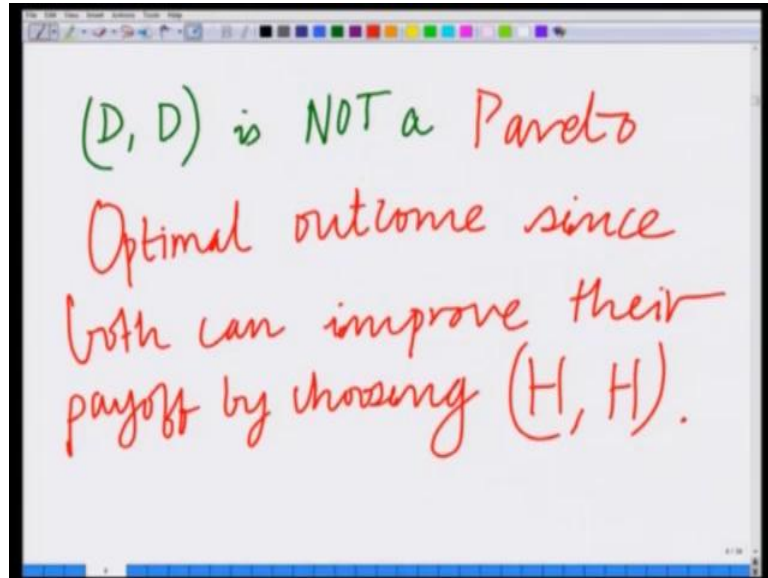 (D, D) is NOT a Pareto
Optimal outcome since
both can improve their
payoff by choosing (H, H).